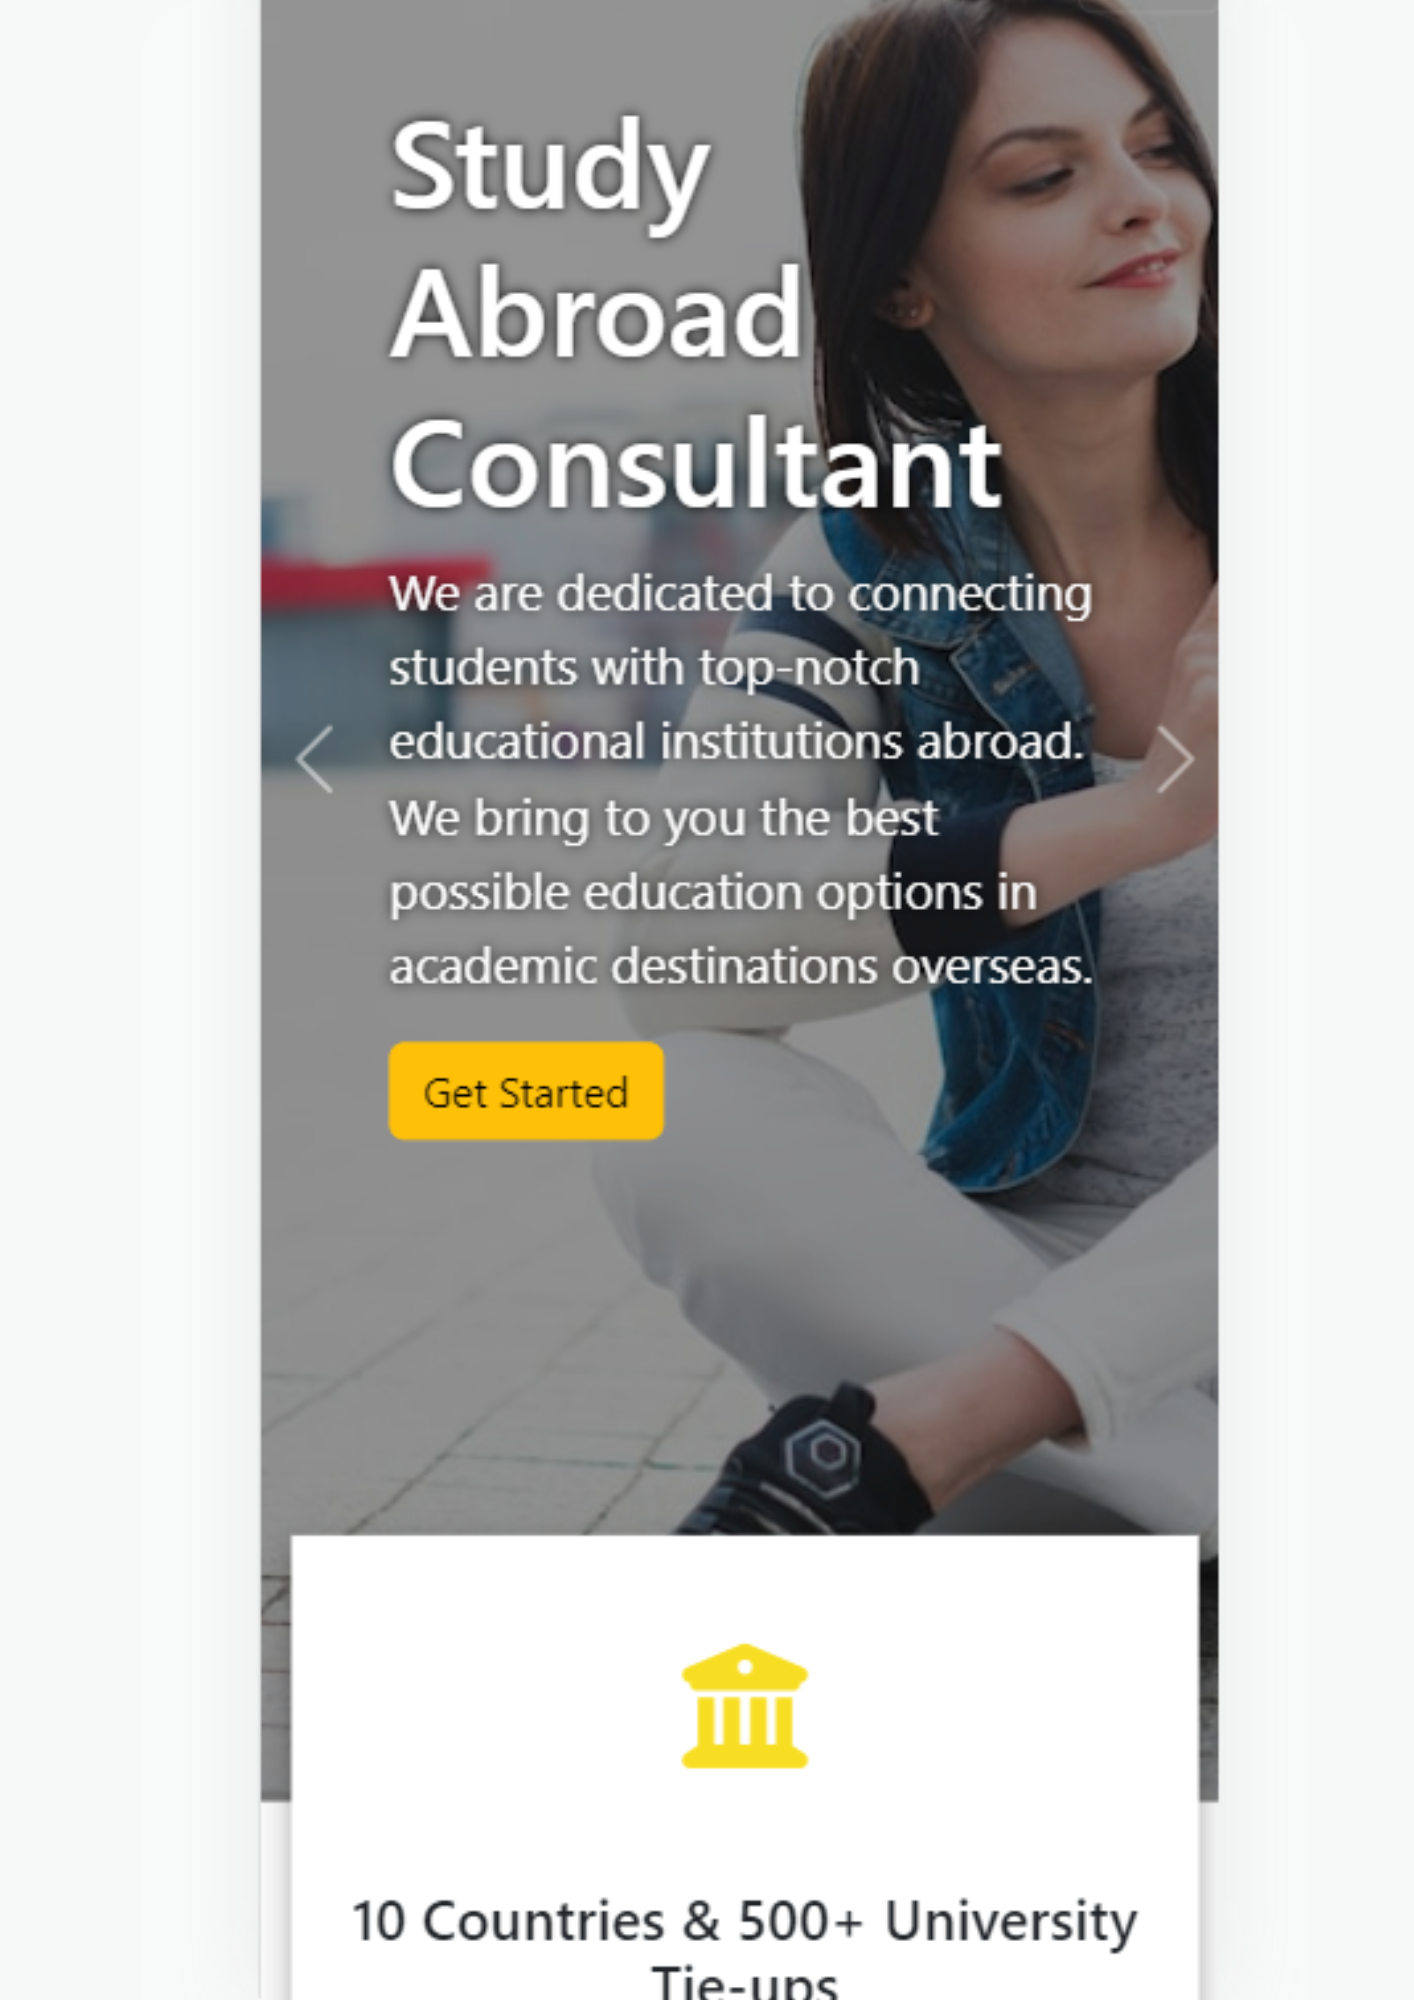 Study
Abroad
Consultant
We are dedicated to connecting
students with top-notch
educational institutions abroad.
We bring to you the best
possible education options in
academic destinations overseas.
Get Started
10 Countries & 500+ University
Tie-ups